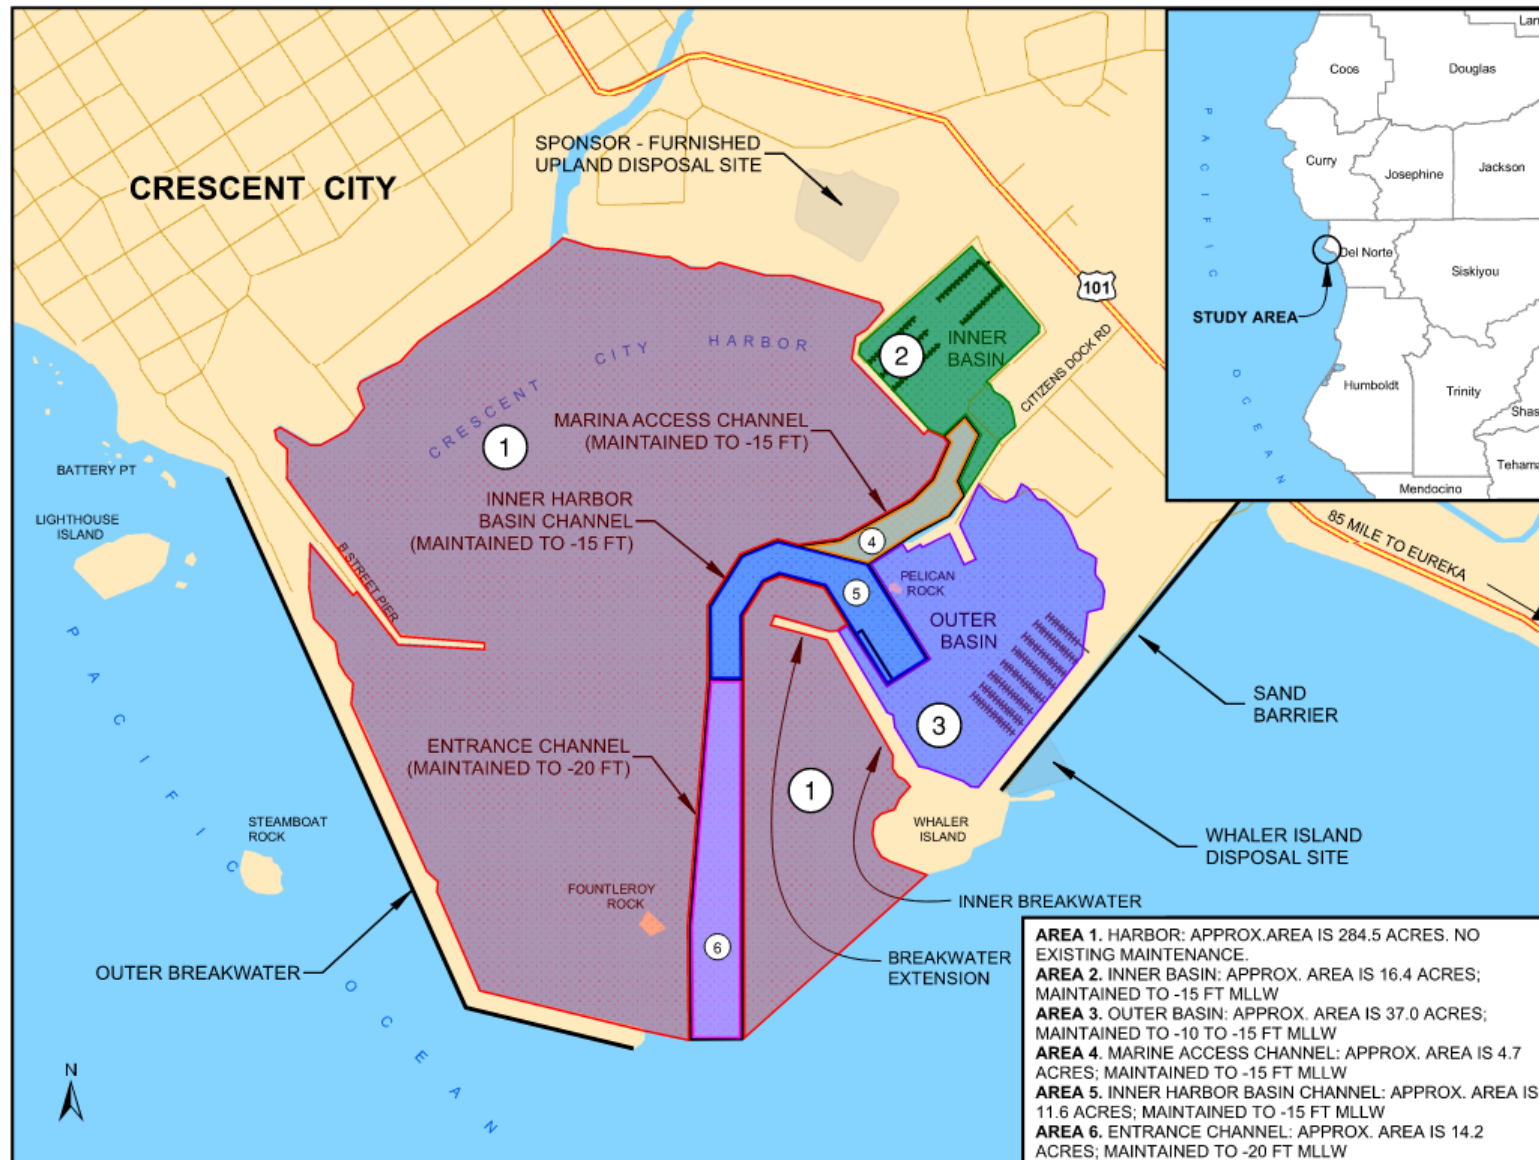 CRESCENT CITY
SPONSOR - FURNISHED
UPLAND DISPOSAL SITE
101
CITIZENS DOCK RD
INNER
BASIN
2
CRESCENT CITY HARBOR
1
MARINA ACCESS CHANNEL
(MAINTAINED TO -15 FT)
INNER HARBOR
BASIN CHANNEL
(MAINTAINED TO -15 FT)
BATTERY PT
LIGHTHOUSE
ISLAND
B STREET PIER
4
5
PELICAN
ROCK
OUTER
BASIN
3
ENTRANCE CHANNEL
(MAINTAINED TO -20 FT)
1
SAND
BARRIER
85 MILE TO EUREKA
WHALER
ISLAND
WHALER ISLAND
DISPOSAL SITE
STEAMBOAT
ROCK
FOUNTLEROY
ROCK
6
INNER BREAKWATER
BREAKWATER
EXTENSION
OUTER BREAKWATER
PACIFIC OCEAN
N
Lan
Coos
Douglas
Curry
Josephine
Jackson
Del Norte
Siskiyou
STUDY AREA
Humboldt
Trinity
Shas
Tehama
Mendocino
PACIFIC OCEAN
AREA 1. HARBOR: APPROX.AREA IS 284.5 ACRES. NO
EXISTING MAINTENANCE.
AREA 2. INNER BASIN: APPROX. AREA IS 16.4 ACRES;
MAINTAINED TO -15 FT MLLW
AREA 3. OUTER BASIN: APPROX. AREA IS 37.0 ACRES;
MAINTAINED TO -10 TO -15 FT MLLW
AREA 4. MARINE ACCESS CHANNEL: APPROX. AREA IS 4.7
ACRES; MAINTAINED TO -15 FT MLLW
AREA 5. INNER HARBOR BASIN CHANNEL: APPROX. AREA IS
11.6 ACRES; MAINTAINED TO -15 FT MLLW
AREA 6. ENTRANCE CHANNEL: APPROX. AREA IS 14.2
ACRES; MAINTAINED TO -20 FT MLLW